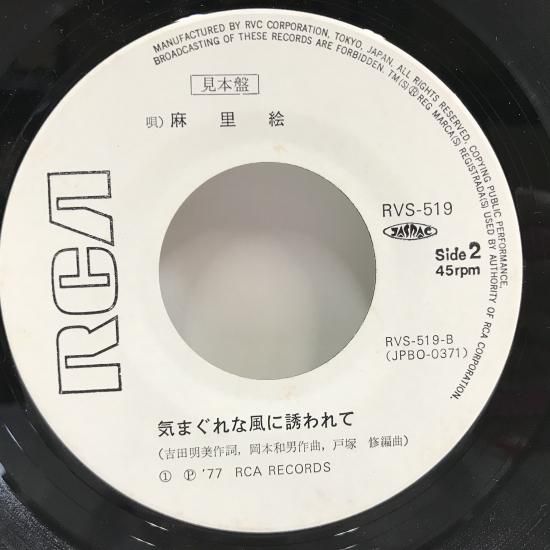 MANUFACTURED BY RVC CORPORATION, TOKYO, JAPAN, ALL RIGHTS RESERVED, COPYING PUBLIC PERFORMANCE,
BROADCASTING OF THESE RECORDS ARE FORBIDDEN. TM(S) Ⓡ REG MARCA(S) REGISTRADA(S) USED BY AUTHORITY OF RCA CORPORATION.
見本盤
唄) 麻里絵
RCA
RVS-519
JASRAC
Side 2
45rpm
RVS-519-B
(JPBO-0371)
気まぐれな風に誘われて
(吉田明美作詞, 岡本和男作曲, 戸塚 修編曲)
① Ⓟ '77 RCA RECORDS